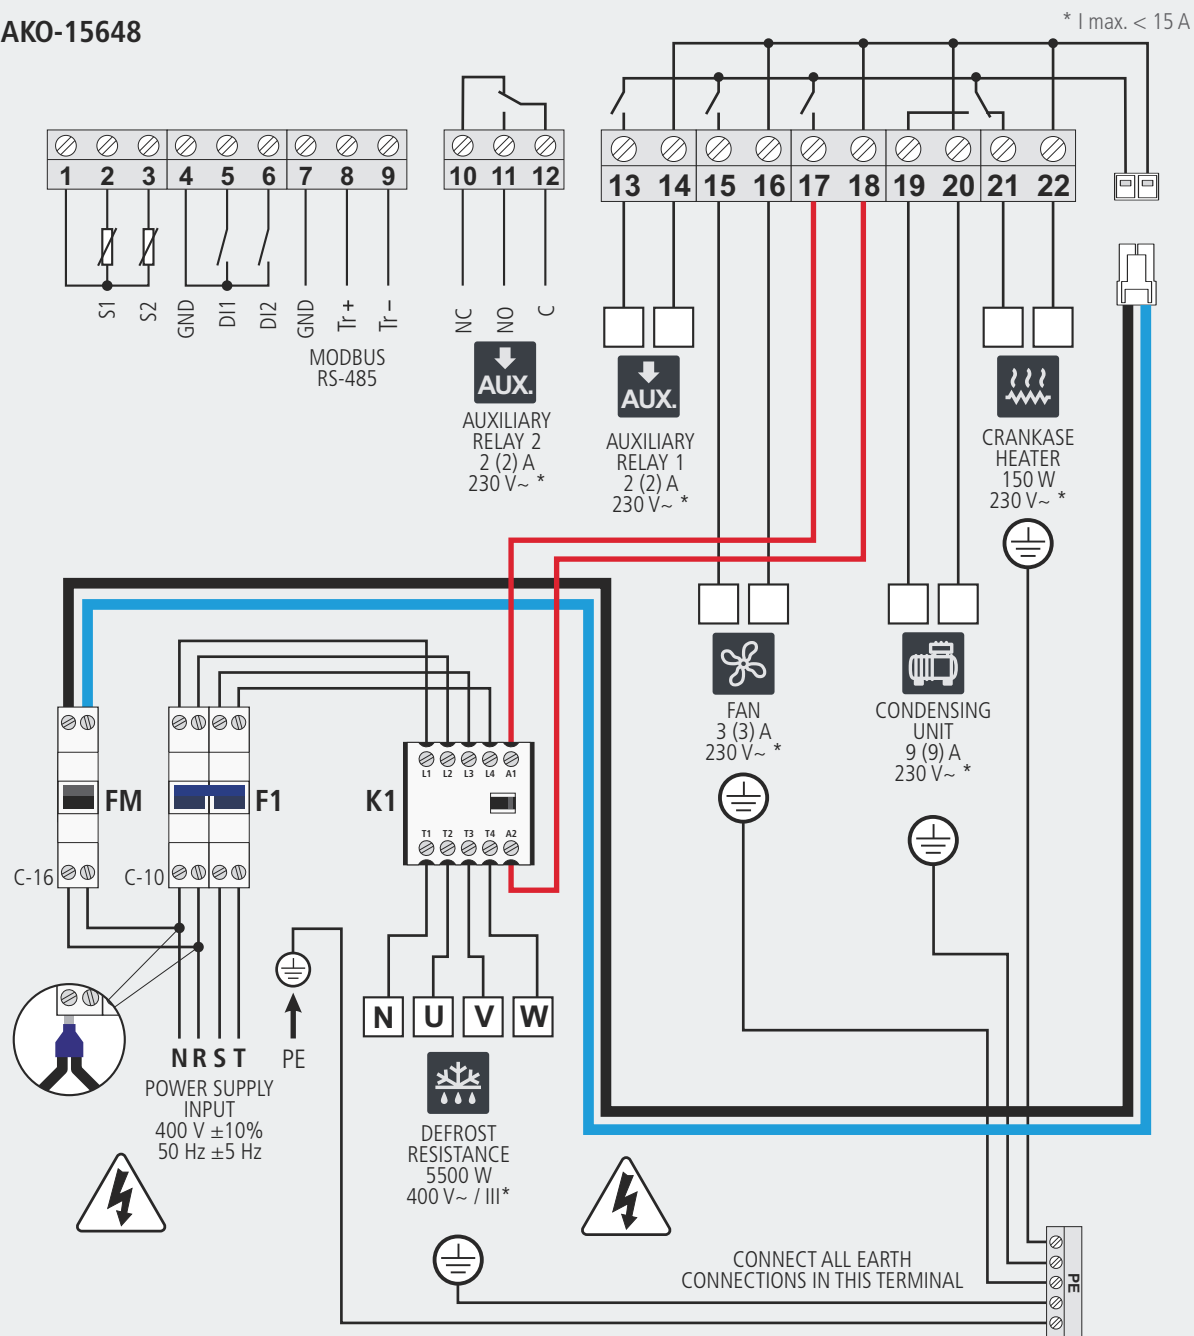 AKO-15648
* I max. < 15 A
1 2 3 4 5 6 7 8 9
10 11 12
13 14 15 16 17 18 19 20 21 22
S1
S2
GND
DI1
DI2
GND
Tr +
Tr –
MODBUS
RS-485
NC
NO
C
AUX.
AUXILIARY
RELAY 2
2 (2) A
230 V~ *
AUX.
AUXILIARY
RELAY 1
2 (2) A
230 V~ *
CRANKASE
HEATER
150 W
230 V~ *
FAN
3 (3) A
230 V~ *
CONDENSING
UNIT
9 (9) A
230 V~ *
FM
F1
K1
L1 L2 L3 L4 A1
T1 T2 T3 T4 A2
C-16
C-10
N U V W
N R S T
PE
POWER SUPPLY
INPUT
400 V ±10%
50 Hz ±5 Hz
DEFROST
RESISTANCE
5500 W
400 V~ / III*
CONNECT ALL EARTH
CONNECTIONS IN THIS TERMINAL
PE